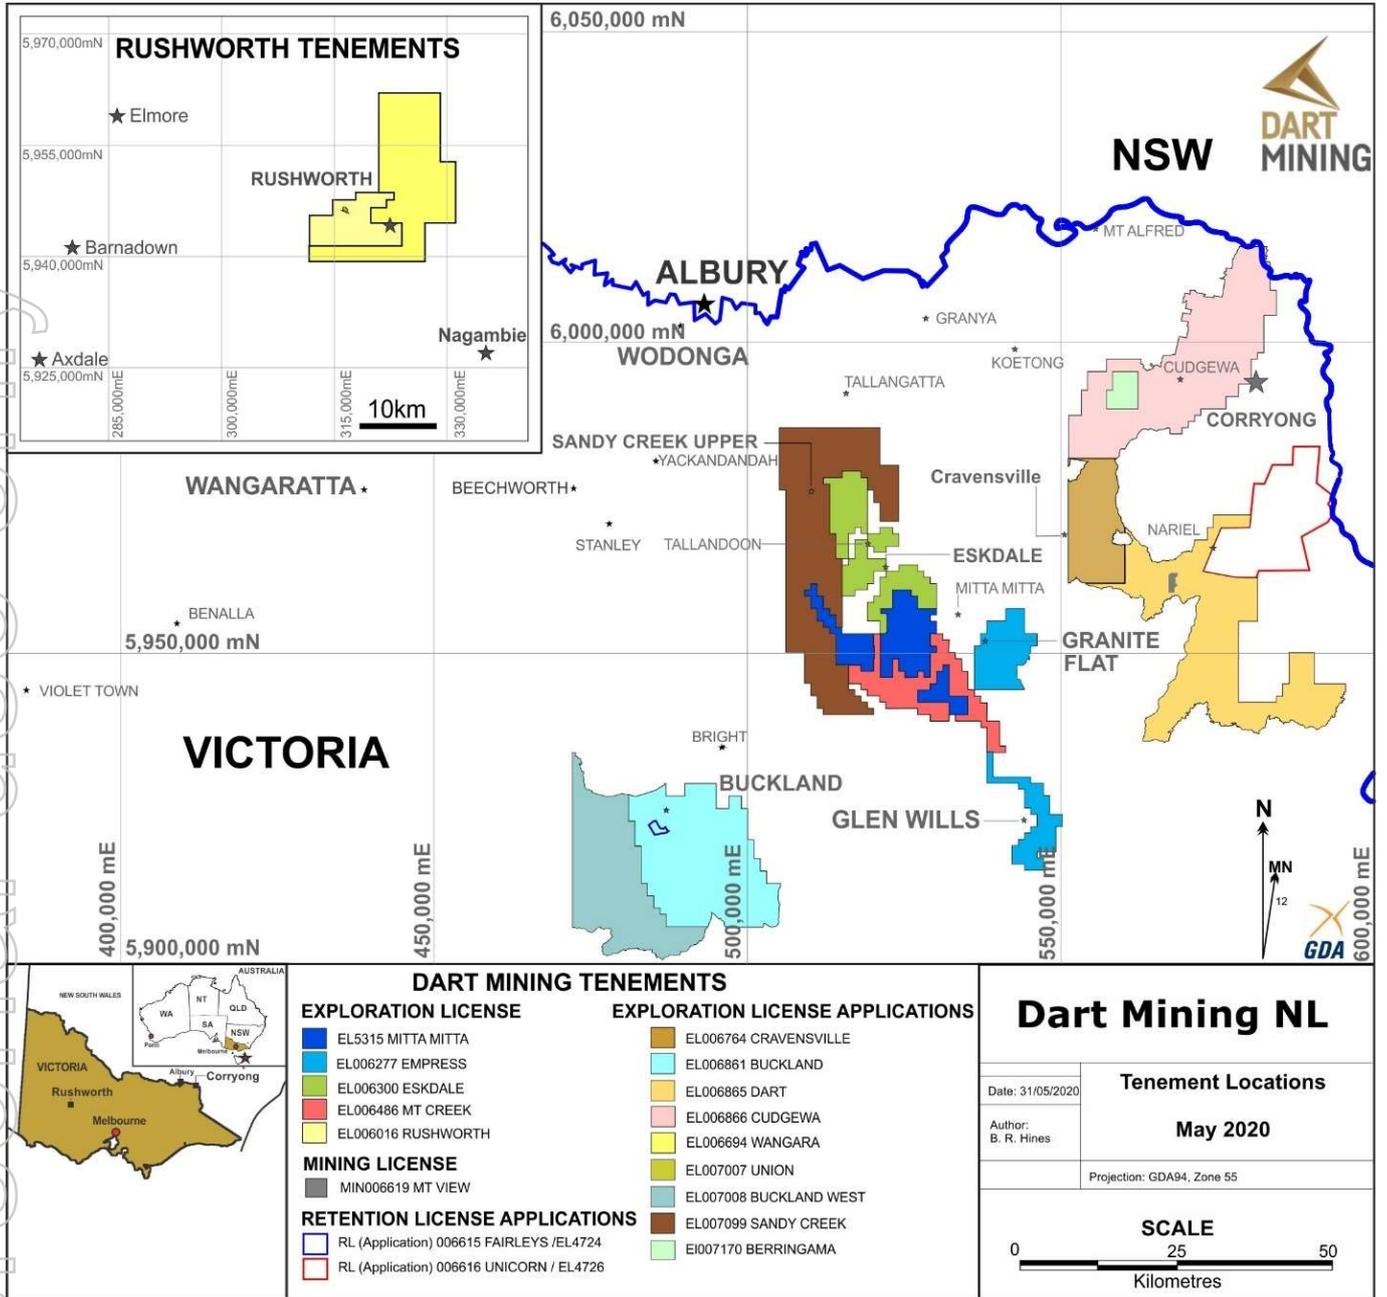 RUSHWORTH TENEMENTS
5,970,000mN
Elmore
5,955,000mN
RUSHWORTH
Barnadown
5,940,000mN
Nagambie
Axdale
5,925,000mN
285,000mE
300,000mE
315,000mE
330,000mE
10km
6,050,000 mN
DART
MINING
NSW
MT ALFRED
ALBURY
GRANYA
6,000,000 mN
WODONGA
KOETONG
CUDGEWA
TALLANGATTA
CORRYONG
SANDY CREEK UPPER
YACKANDANDAH
WANGARATTA
BEECHWORTH
Cravensville
STANLEY
TALLANDOON
NARIEL
ESKDALE
MITTA MITTA
BENALLA
5,950,000 mN
GRANITE
FLAT
VIOLET TOWN
VICTORIA
BRIGHT
BUCKLAND
GLEN WILLS
N
MN
12
GDA
400,000 mE
450,000 mE
500,000 mE
550,000 mE
600,000 mE
5,900,000 mN
AUSTRALIA
NEW SOUTH WALES
NT
QLD
WA
SA
NSW
Perth
Melbourne
Albury
Corryong
VICTORIA
Rushworth
Melbourne
DART MINING TENEMENTS
EXPLORATION LICENSE
EL5315 MITTA MITTA
EL006277 EMPRESS
EL006300 ESKDALE
EL006486 MT CREEK
EL006016 RUSHWORTH
MINING LICENSE
MIN006619 MT VIEW
RETENTION LICENSE APPLICATIONS
RL (Application) 006615 FAIRLEYS /EL4724
RL (Application) 006616 UNICORN / EL4726
EXPLORATION LICENSE APPLICATIONS
EL006764 CRAVENSVILLE
EL006861 BUCKLAND
EL006865 DART
EL006866 CUDGEWA
EL006694 WANGARA
EL007007 UNION
EL007008 BUCKLAND WEST
EL007099 SANDY CREEK
El007170 BERRINGAMA
Dart Mining NL
Date: 31/05/2020
Tenement Locations
Author:
B. R. Hines
May 2020
Projection: GDA94, Zone 55
SCALE
0 25 50
Kilometres